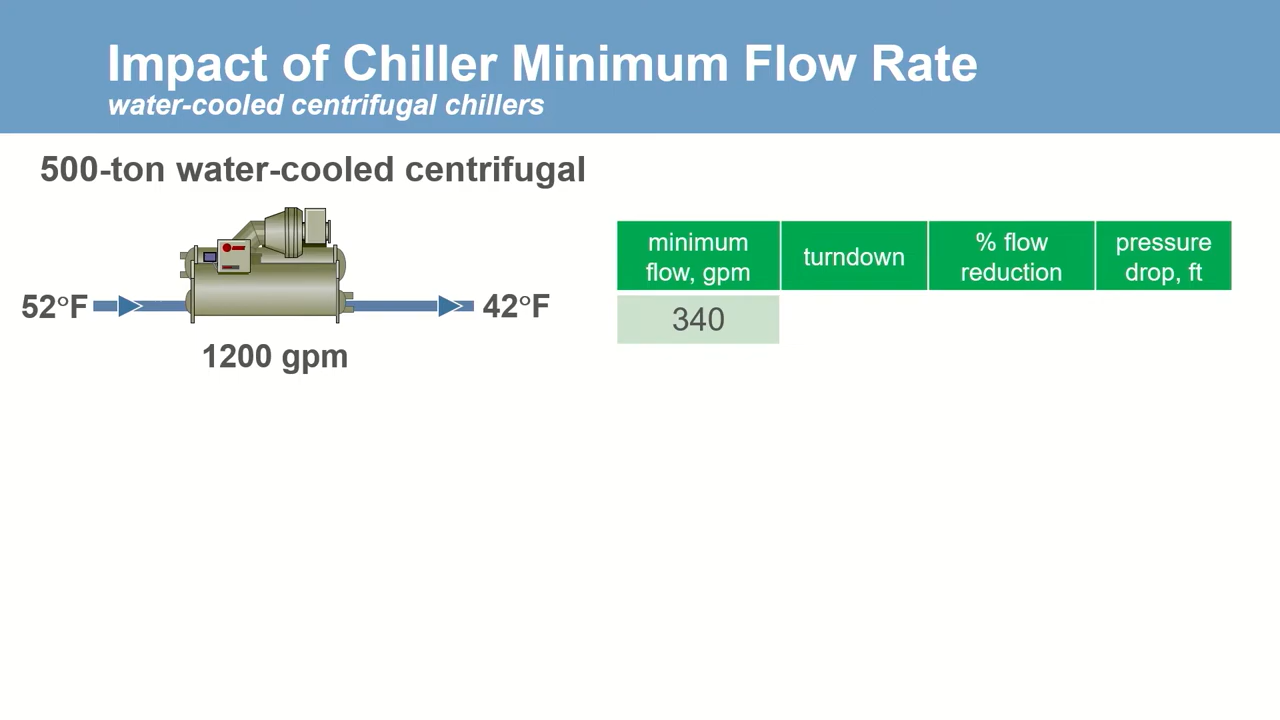 Impact of Chiller Minimum Flow Rate
water-cooled centrifugal chillers
500-ton water-cooled centrifugal
52°F
42°F
1200 gpm
minimum
flow, gpm
turndown
% flow
reduction
pressure
drop, ft
340